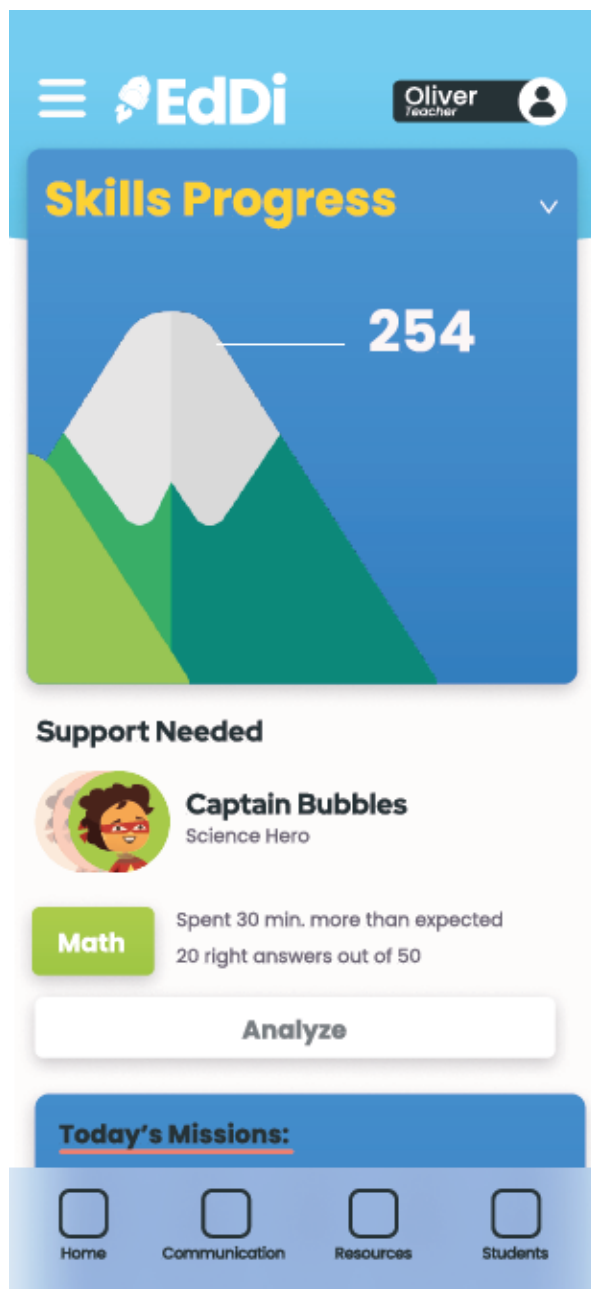 EdDi
Oliver
Teacher
Skills Progress
254
Support Needed
Captain Bubbles
Science Hero
Math
Spent 30 min. more than expected
20 right answers out of 50
Analyze
Today's Missions:
Home
Communication
Resources
Students